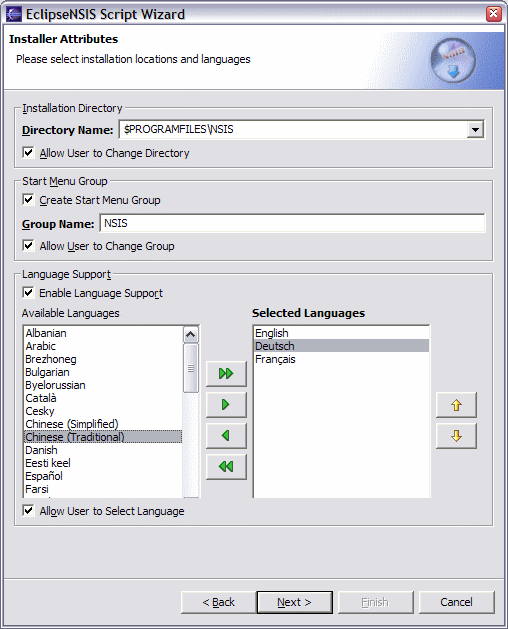 EclipseNSIS Script Wizard
Installer Attributes
Please select installation locations and languages
Installation Directory
Directory Name: $PROGRAMFILES\NSIS
Allow User to Change Directory
Start Menu Group
Create Start Menu Group
Group Name: NSIS
Allow User to Change Group
Language Support
Enable Language Support
Available Languages
Albanian
Arabic
Brezhoneg
Bulgarian
Byelorussian
Català
Cesky
Chinese (Simplified)
Chinese (Traditional)
Danish
Eesti keel
Español
Farsi
Selected Languages
English
Deutsch
Français
Allow User to Select Language
< Back
Next >
Finish
Cancel